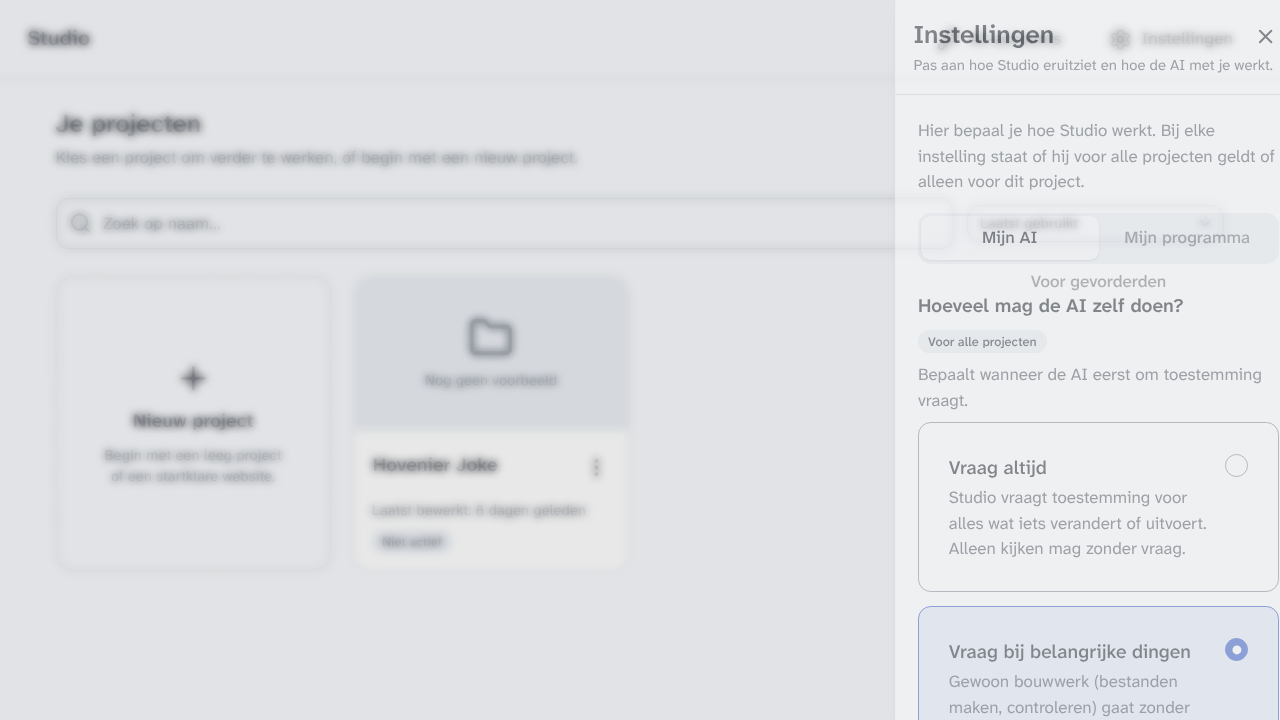 Studio
Instellingen
Instellingen
Pas aan hoe Studio eruitziet en hoe de AI met je werkt.
Je projecten
Kies een project om verder te werken, of begin met een nieuw project.
Zoek op naam...
Laatst gebruikt
Nieuw project
Begin met een leeg project
of een startklare website.
Nog geen voorbeeld
Hovenier Joke
Laatst bewerkt: 8 dagen geleden
Niet actief
Hier bepaal je hoe Studio werkt. Bij elke
instelling staat of hij voor alle projecten geldt of
alleen voor dit project.
Mijn AI
Mijn programma
Voor gevorderden
Hoeveel mag de AI zelf doen?
Voor alle projecten
Bepaalt wanneer de AI eerst om toestemming
vraagt.
Vraag altijd
Studio vraagt toestemming voor
alles wat iets verandert of uitvoert.
Alleen kijken mag zonder vraag.
Vraag bij belangrijke dingen
Gewoon bouwwerk (bestanden
maken, controleren) gaat zonder